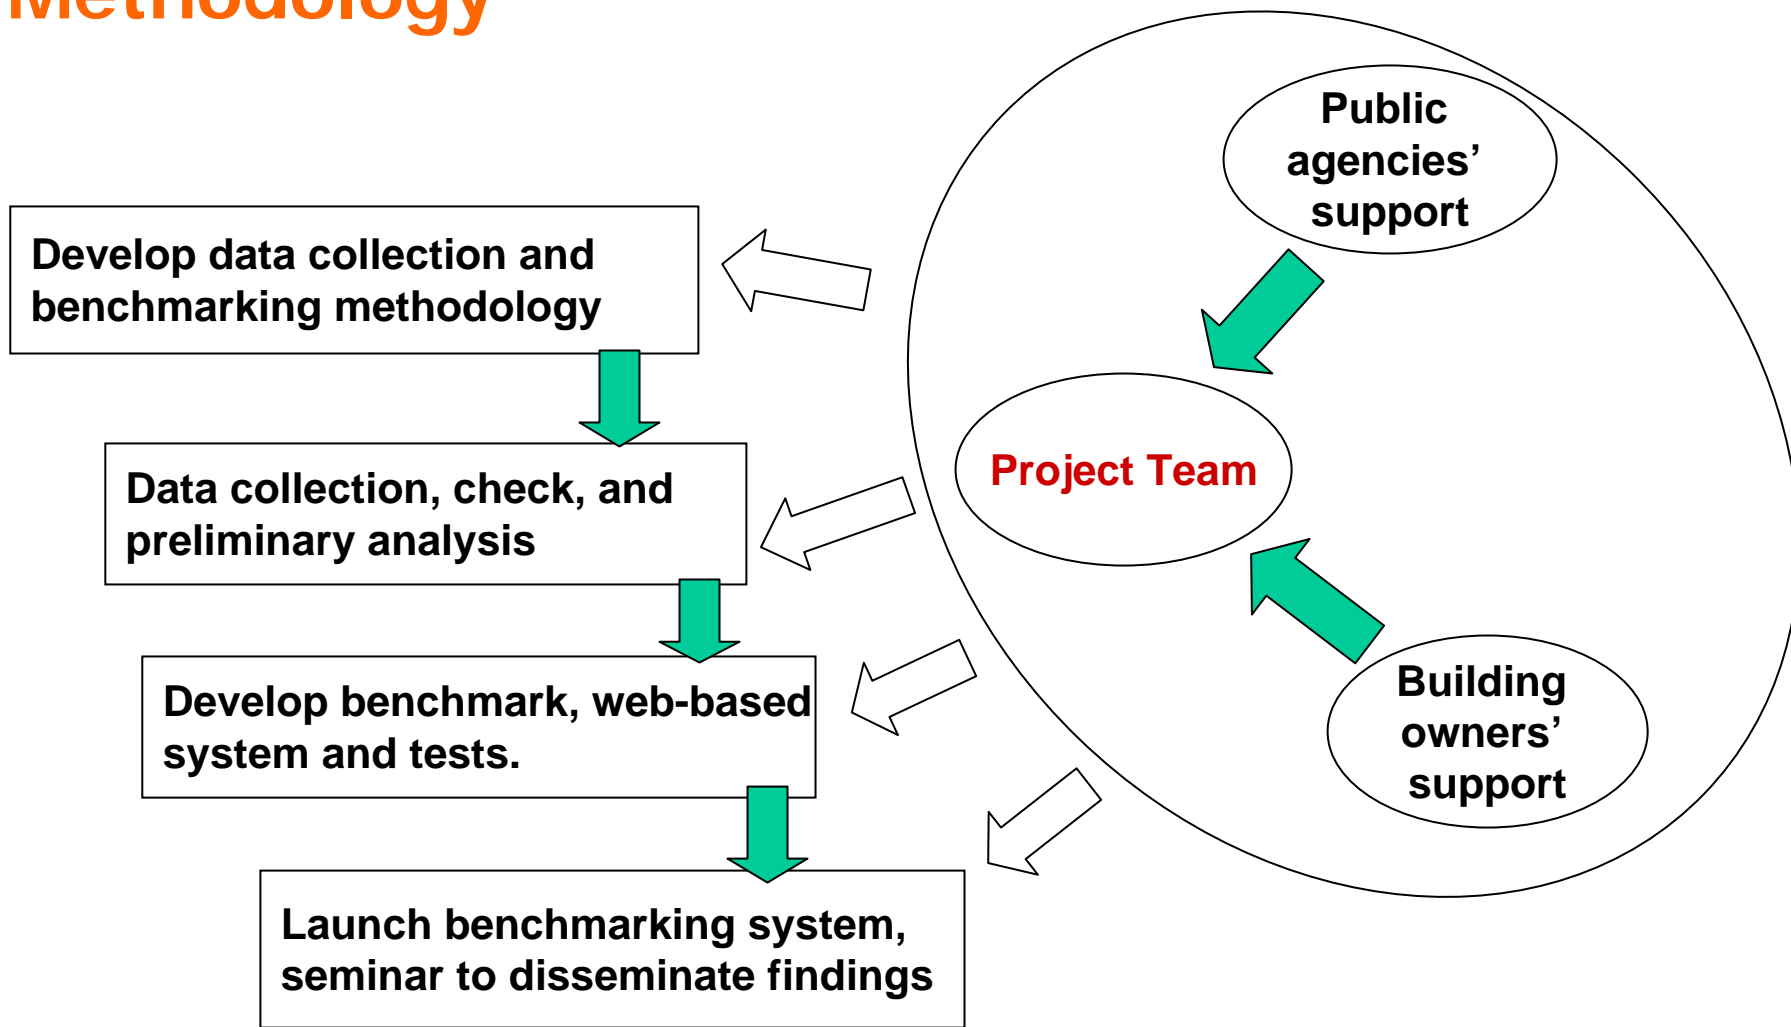 Methodology
Public
agencies’
support
Develop data collection and
benchmarking methodology
Project Team
Data collection, check, and
preliminary analysis
Building
owners’
support
Develop benchmark, web-based
system and tests.
Launch benchmarking system,
seminar to disseminate findings